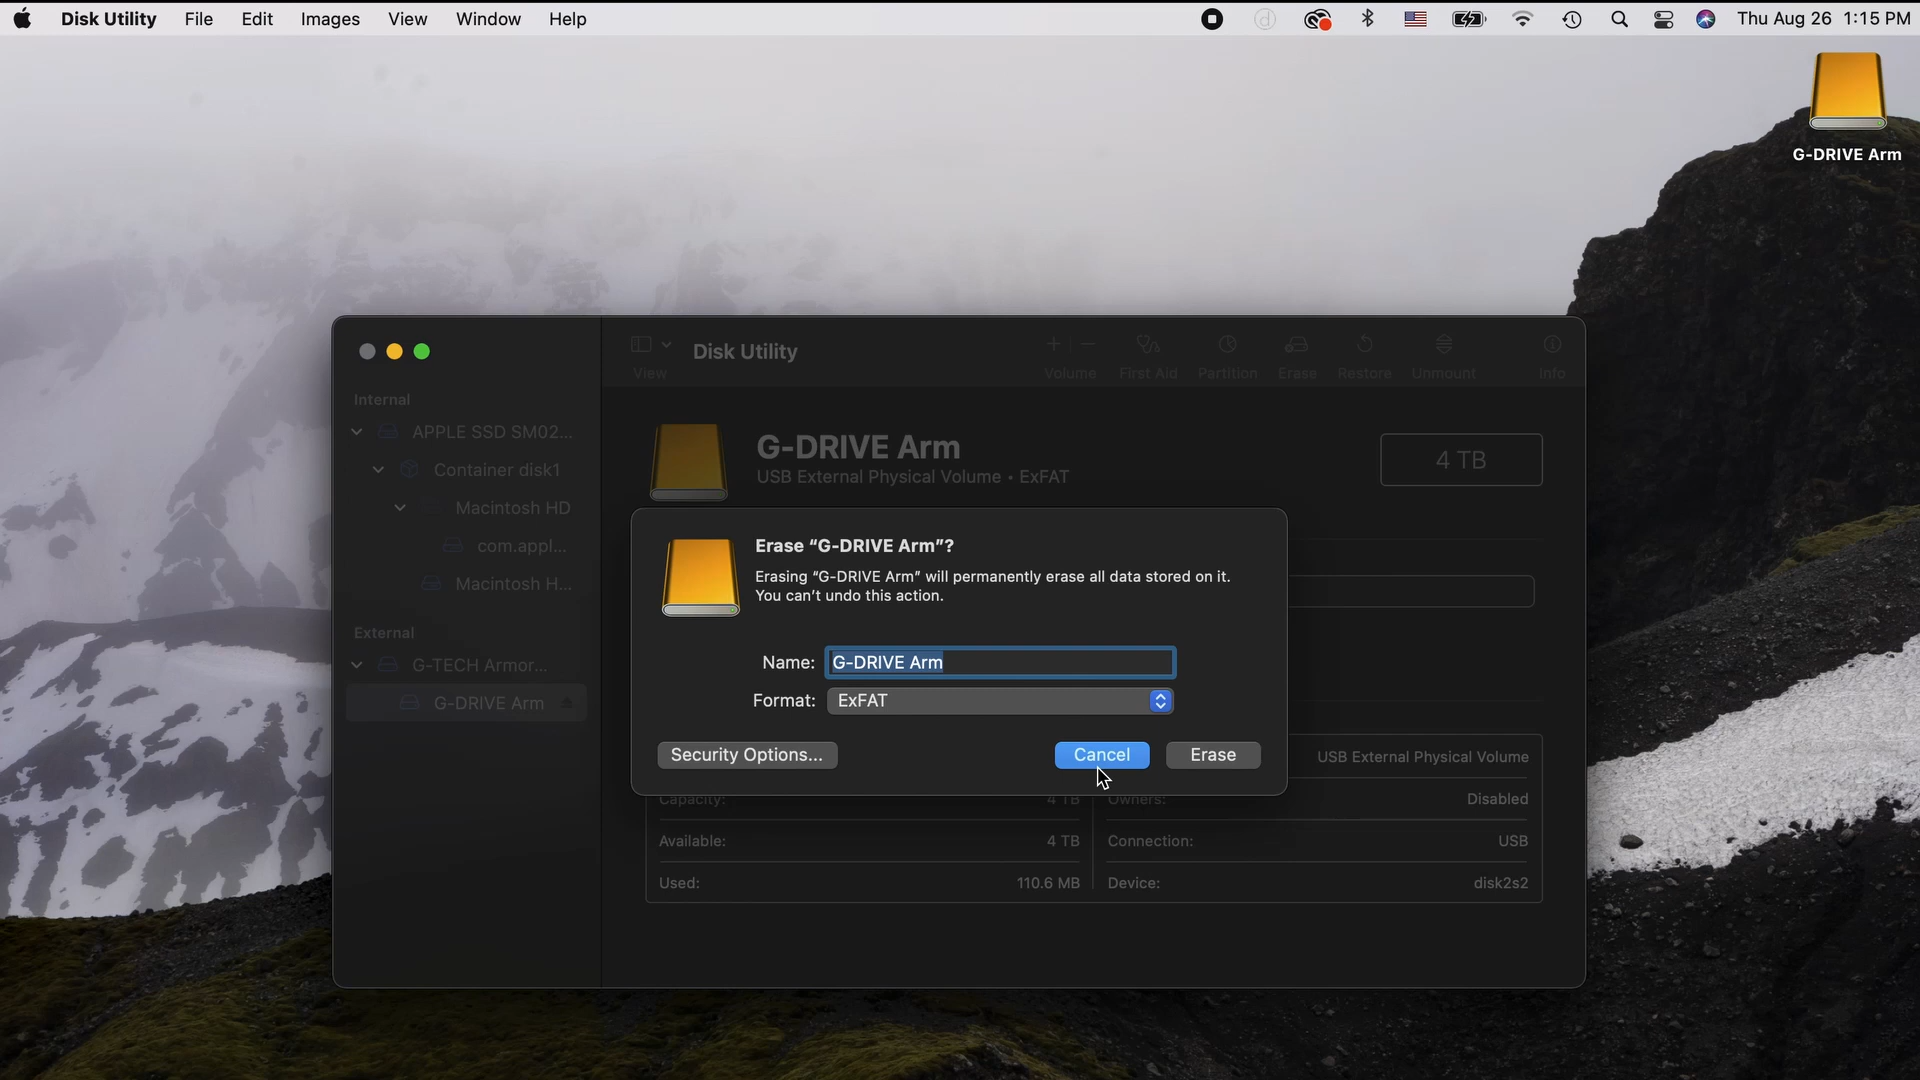 Disk Utility File Edit Images View Window Help Thu Aug 26 1:15 PM
G-DRIVE Arm
Disk Utility
View Volume First Aid Partition Erase Restore Unmount Info
Internal
APPLE SSD SM02...
Container disk1
Macintosh HD
com.appl...
Macintosh H...
External
G-TECH Armor...
G-DRIVE Arm
G-DRIVE Arm
USB External Physical Volume • ExFAT
4 TB
Erase “G-DRIVE Arm”?
Erasing “G-DRIVE Arm” will permanently erase all data stored on it.
You can’t undo this action.
Name: G-DRIVE Arm
Format: ExFAT
Security Options... Cancel Erase
USB External Physical Volume
Capacity: 4 TB Owners: Disabled
Available: 4 TB Connection: USB
Used: 110.6 MB Device: disk2s2